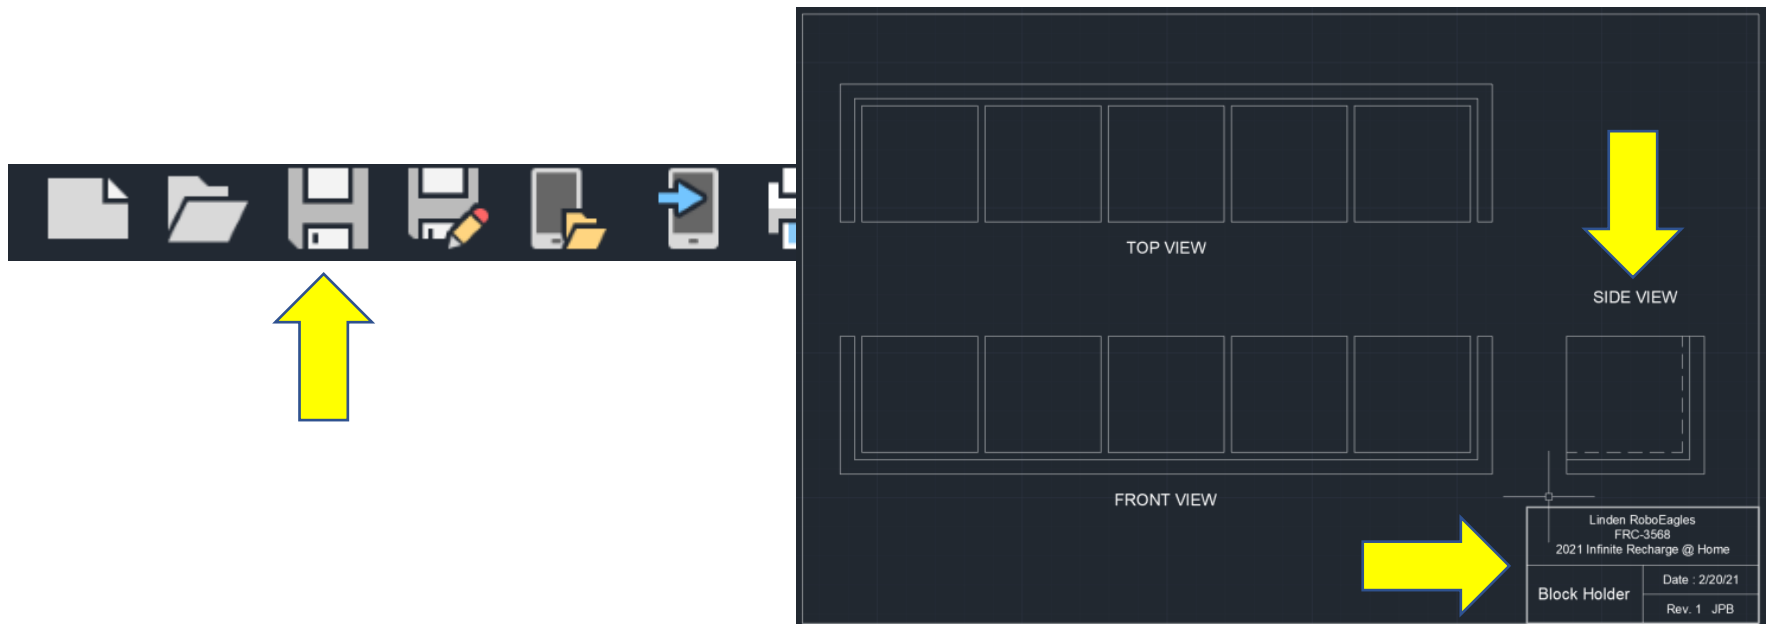 TOP VIEW
SIDE VIEW
FRONT VIEW
Linden RoboEagles
FRC-3568
2021 Infinite Recharge @ Home
Block Holder
Date : 2/20/21
Rev. 1 JPB